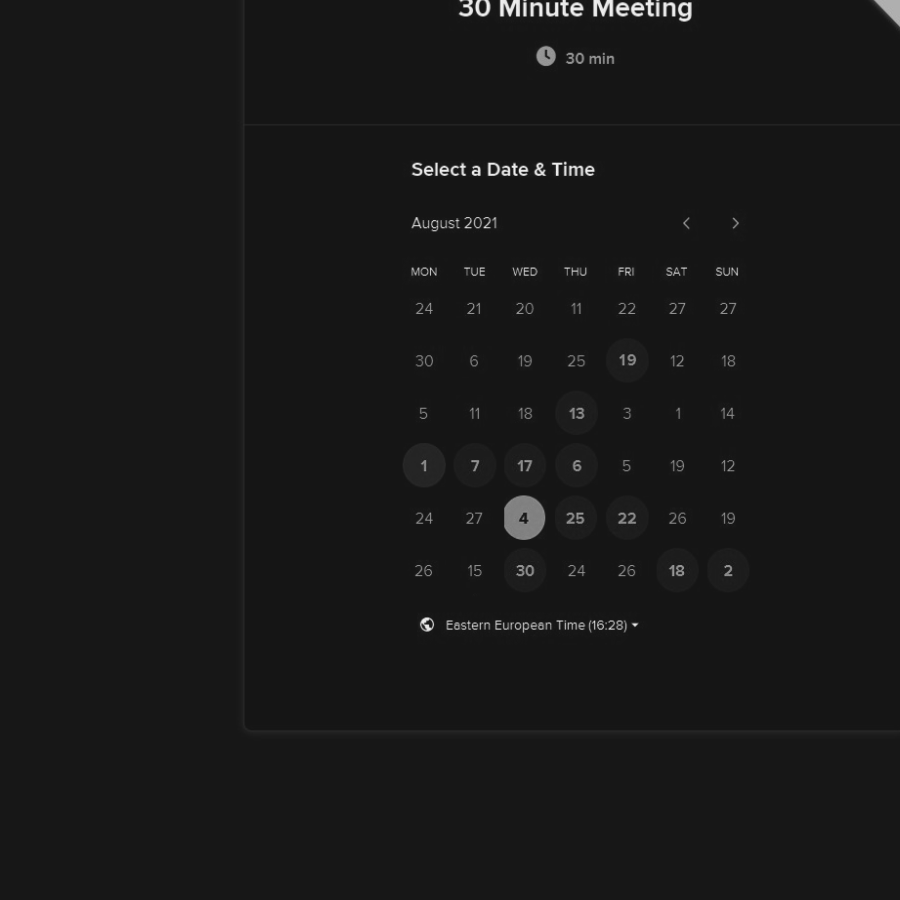 30 Minute Meeting
30 min
Select a Date & Time
August 2021
MON TUE WED THU FRI SAT SUN
24 21 20 11 22 27 27
30 6 19 25 19 12 18
5 11 18 13 3 1 14
1 7 17 6 5 19 12
24 27 4 25 22 26 19
26 15 30 24 26 18 2
Eastern European Time (16:28)